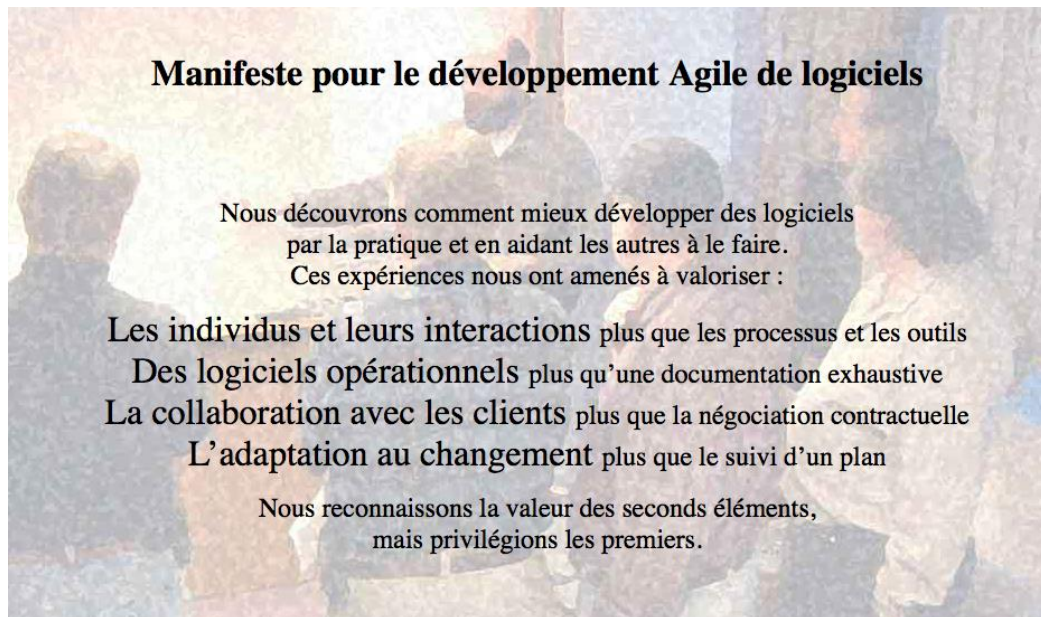 Manifeste pour le développement Agile de logiciels
Nous découvrons comment mieux développer des logiciels
par la pratique et en aidant les autres à le faire.
Ces expériences nous ont amenés à valoriser :
Les individus et leurs interactions plus que les processus et les outils
Des logiciels opérationnels plus qu’une documentation exhaustive
La collaboration avec les clients plus que la négociation contractuelle
L’adaptation au changement plus que le suivi d’un plan
Nous reconnaissons la valeur des seconds éléments,
mais privilégions les premiers.